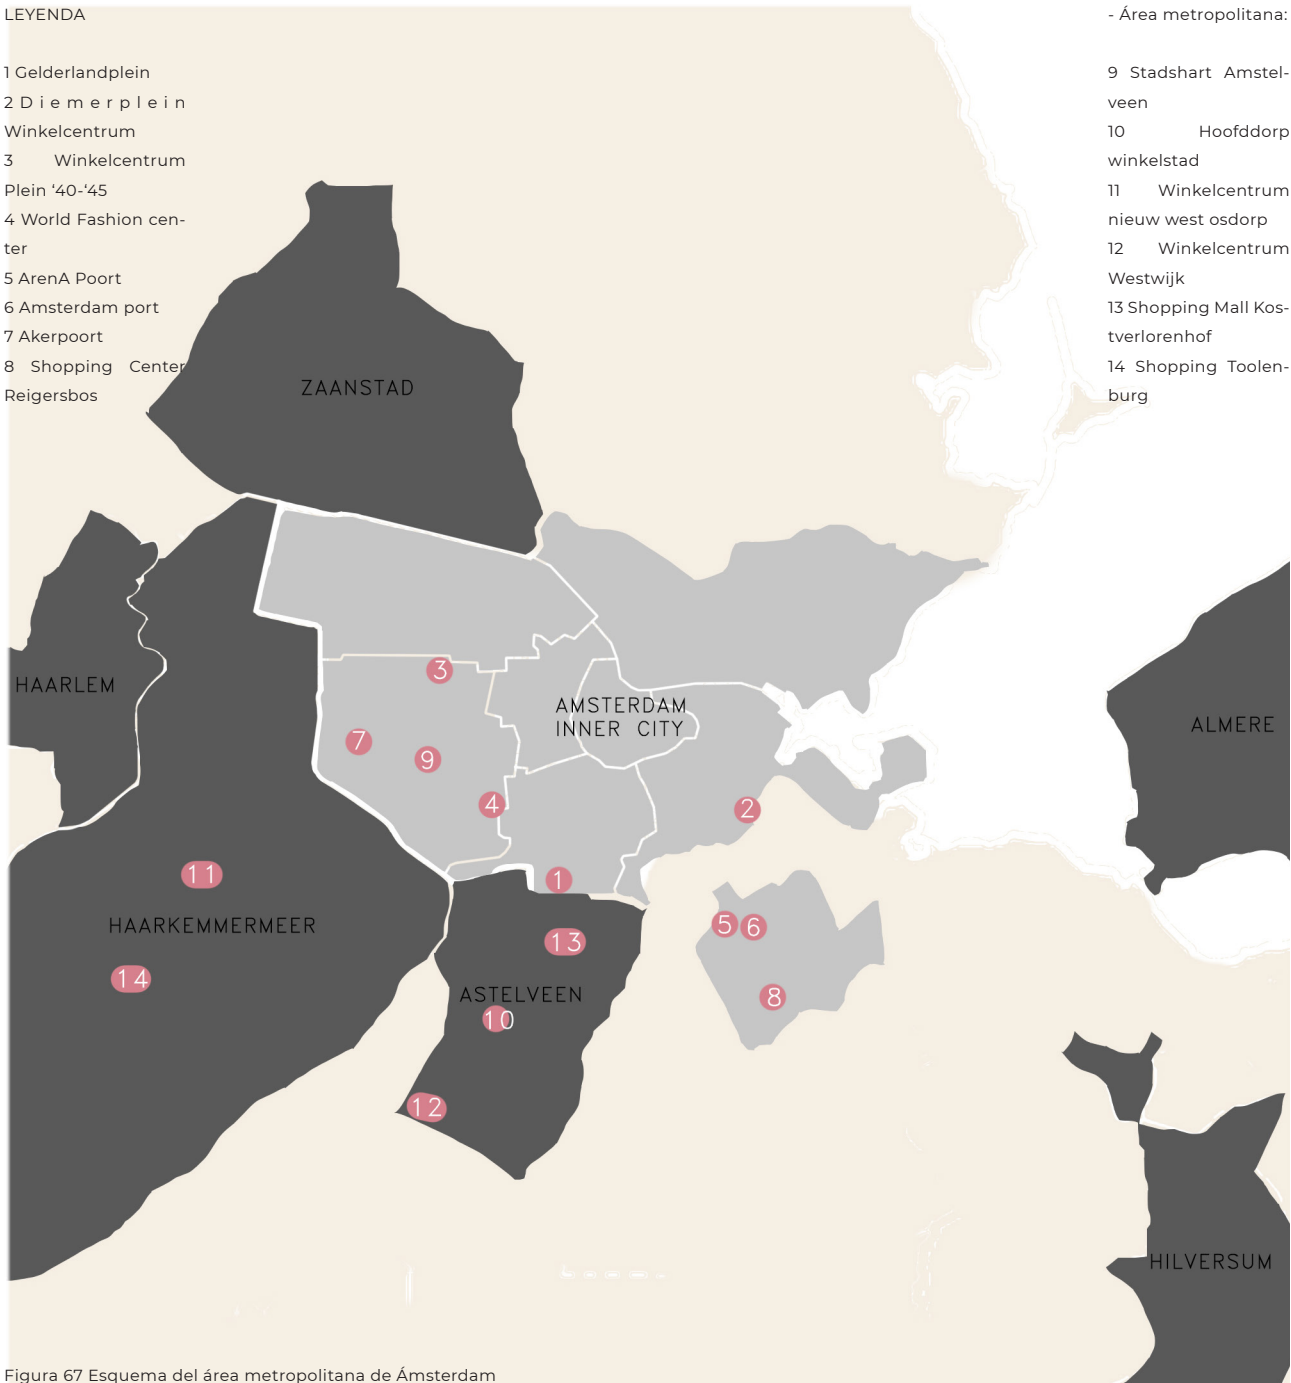 LEYENDA
1 Gelderlandplein
2 Diemerplein
Winkelcentrum
3 Winkelcentrum
Plein ‘40-‘45
4 World Fashion cen-
ter
5 ArenA Poort
6 Amsterdam port
7 Akerpoort
8 Shopping Center
Reigersbos
- Área metropolitana:
9 Stadshart Amstel-
veen
10 Hoofddorp
winkelstad
11 Winkelcentrum
nieuw west osdorp
12 Winkelcentrum
Westwijk
13 Shopping Mall Kos-
tverlorenhof
14 Shopping Toolen-
burg
ZAANSTAD
3
HAARLEM
AMSTERDAM
INNER CITY
ALMERE
7
9
4
2
11
1
HAARKEMMERMEER
5
6
13
14
ASTELVEEN
8
10
12
HILVERSUM
Figura 67 Esquema del área metropolitana de Ámsterdam